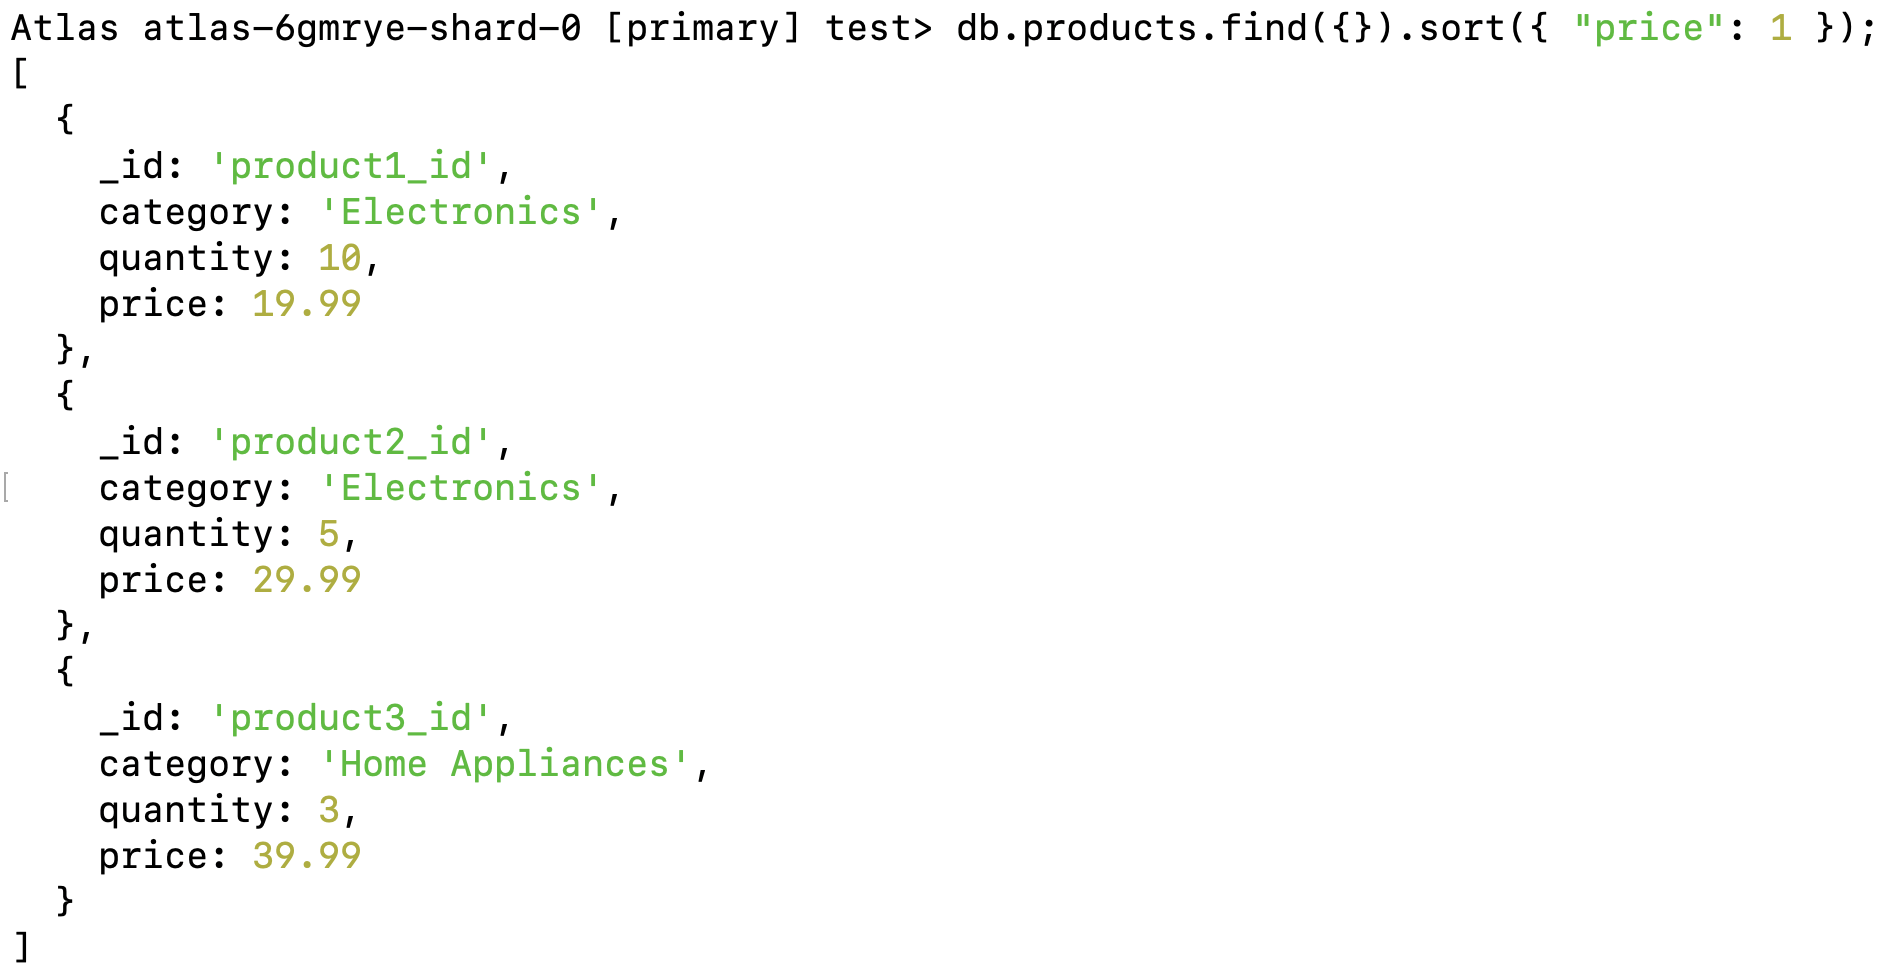 Atlas atlas-6gmrye-shard-0 [primary] test> db.products.find({}).sort({ "price": 1 });
[
  {
    _id: 'product1_id',
    category: 'Electronics',
    quantity: 10,
    price: 19.99
  },
  {
    _id: 'product2_id',
    category: 'Electronics',
    quantity: 5,
    price: 29.99
  },
  {
    _id: 'product3_id',
    category: 'Home Appliances',
    quantity: 3,
    price: 39.99
  }
]